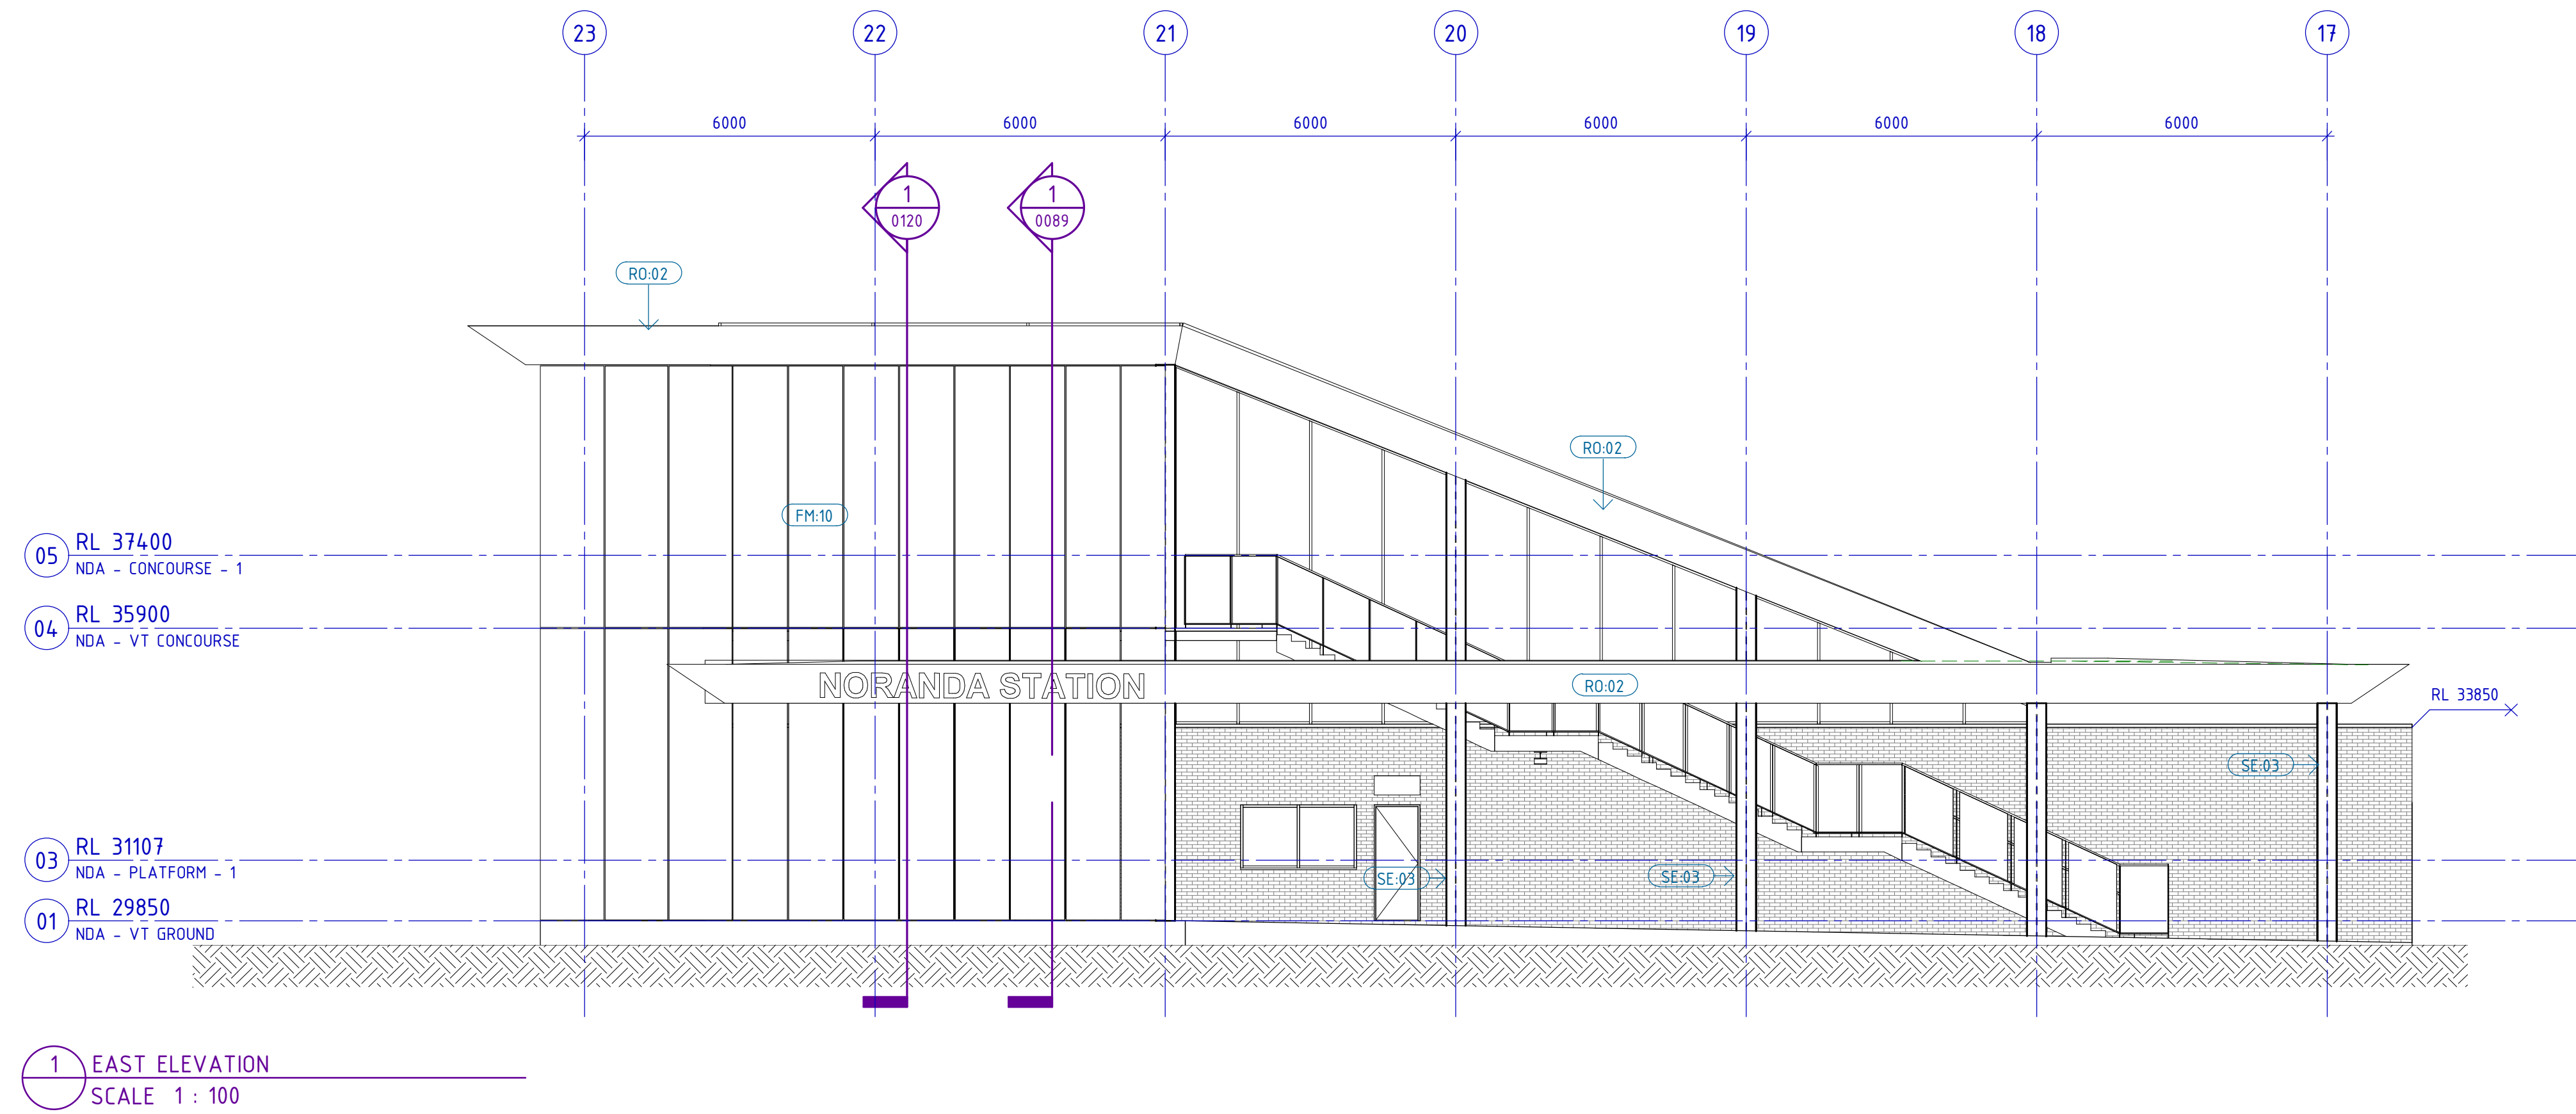 23 22 21 20 19 18 17
6000 6000 6000 6000 6000 6000
1 1
0120 0089
RO:02
RO:02
FM:10
05 RL 37400
NDA - CONCOURSE - 1
04 RL 35900
NDA - VT CONCOURSE
NORANDA STATION
RO:02
RL 33850
SE:03
03 RL 31107
NDA - PLATFORM - 1
SE:03 SE:03
01 RL 29850
NDA - VT GROUND
1 EAST ELEVATION
SCALE 1 : 100